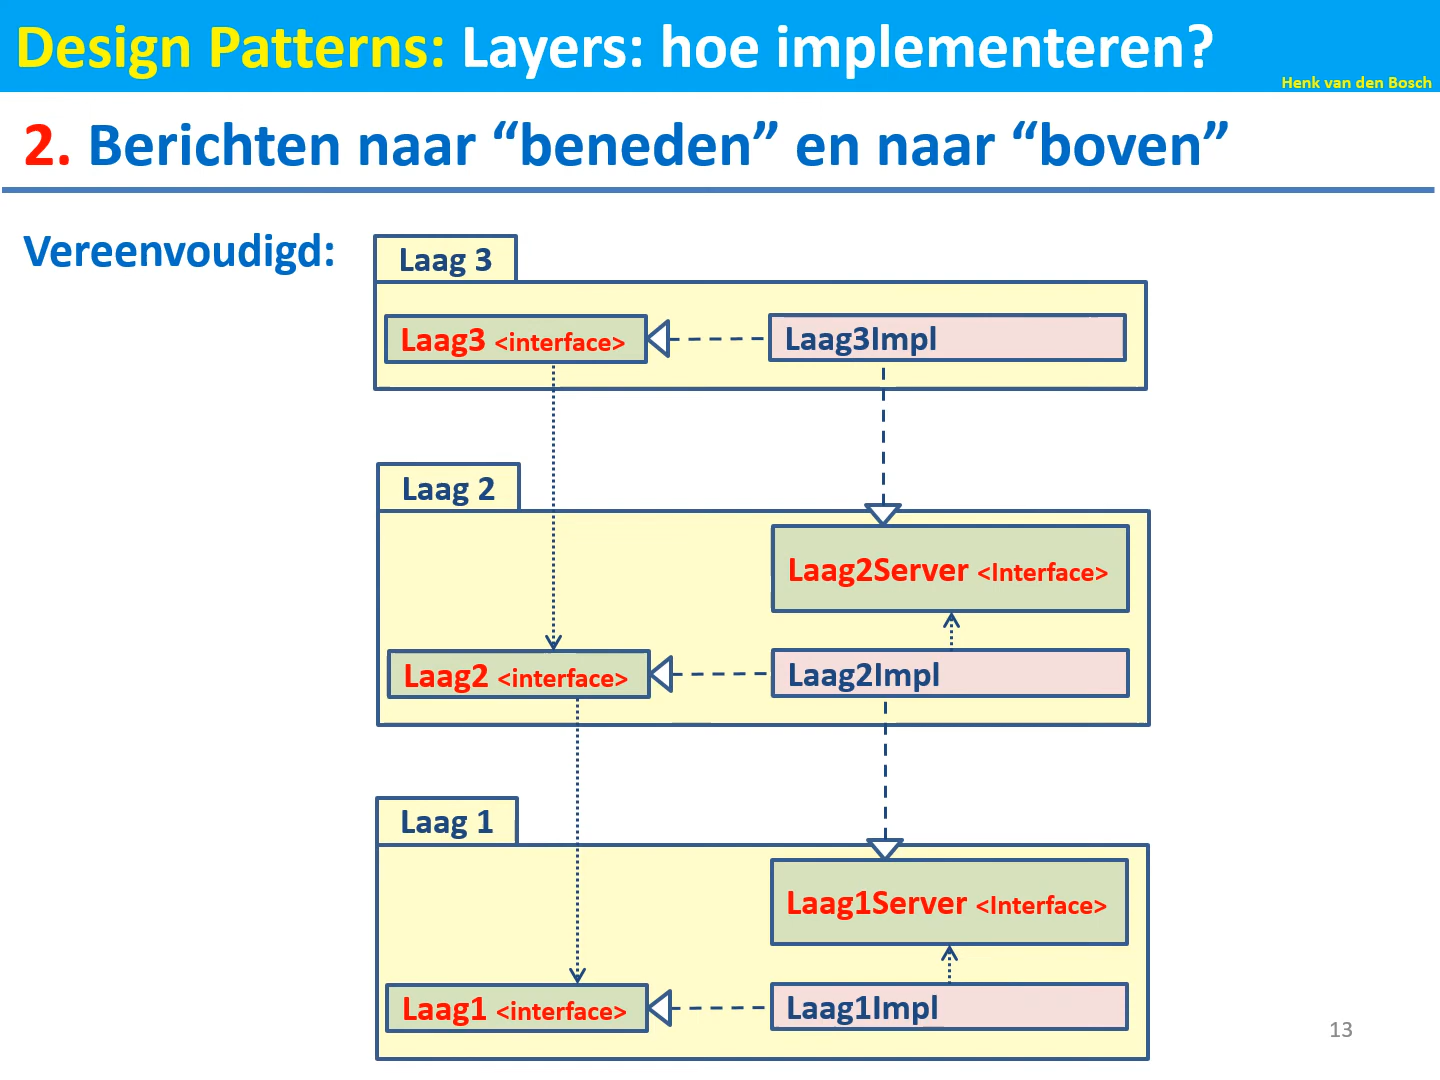 Design Patterns: Layers: hoe implementeren?
Henk van den Bosch
2. Berichten naar “beneden” en naar “boven”
Vereenvoudigd:
Laag 3
Laag3 <interface>
Laag3Impl
Laag 2
Laag2Server <Interface>
Laag2 <interface>
Laag2Impl
Laag 1
Laag1Server <Interface>
Laag1 <interface>
Laag1Impl
13